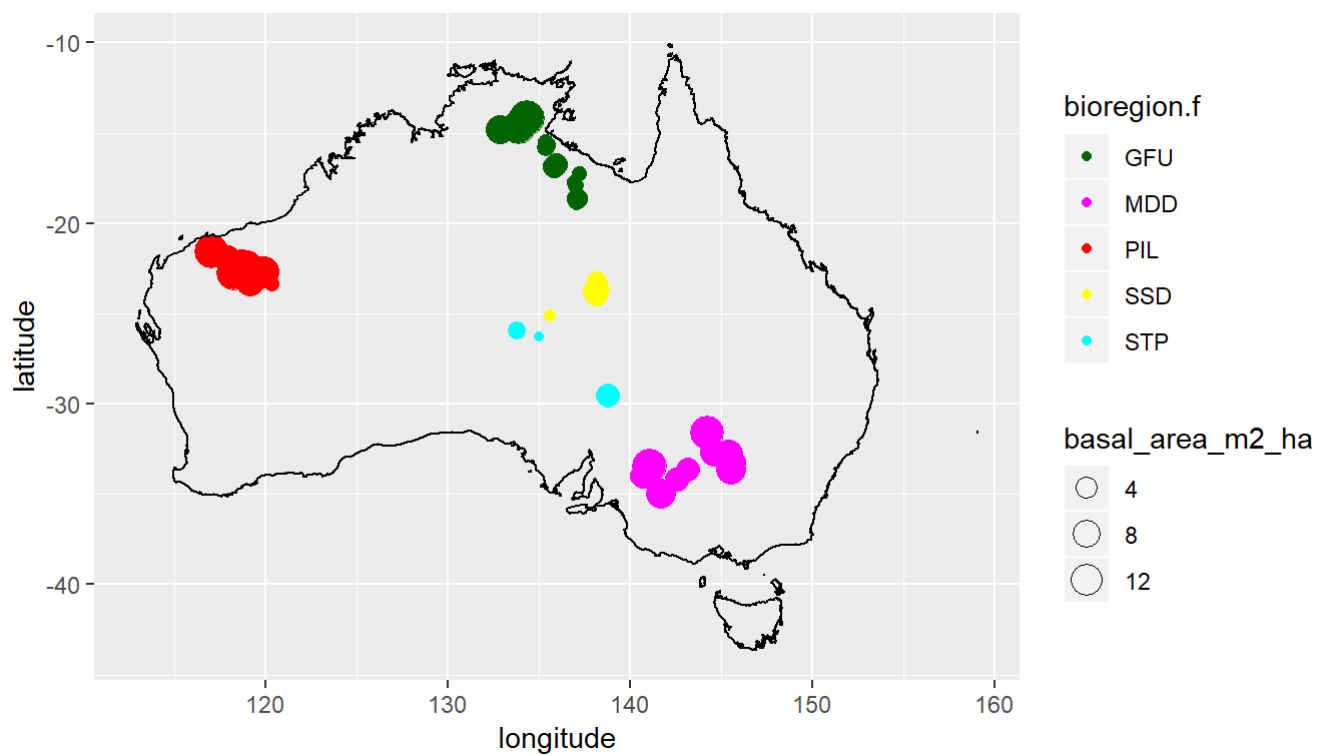 -10
-20
-30
-40
latitude
120
130
140
150
160
longitude
bioregion.f
GFU
MDD
PIL
SSD
STP
basal_area_m2_ha
4
8
12